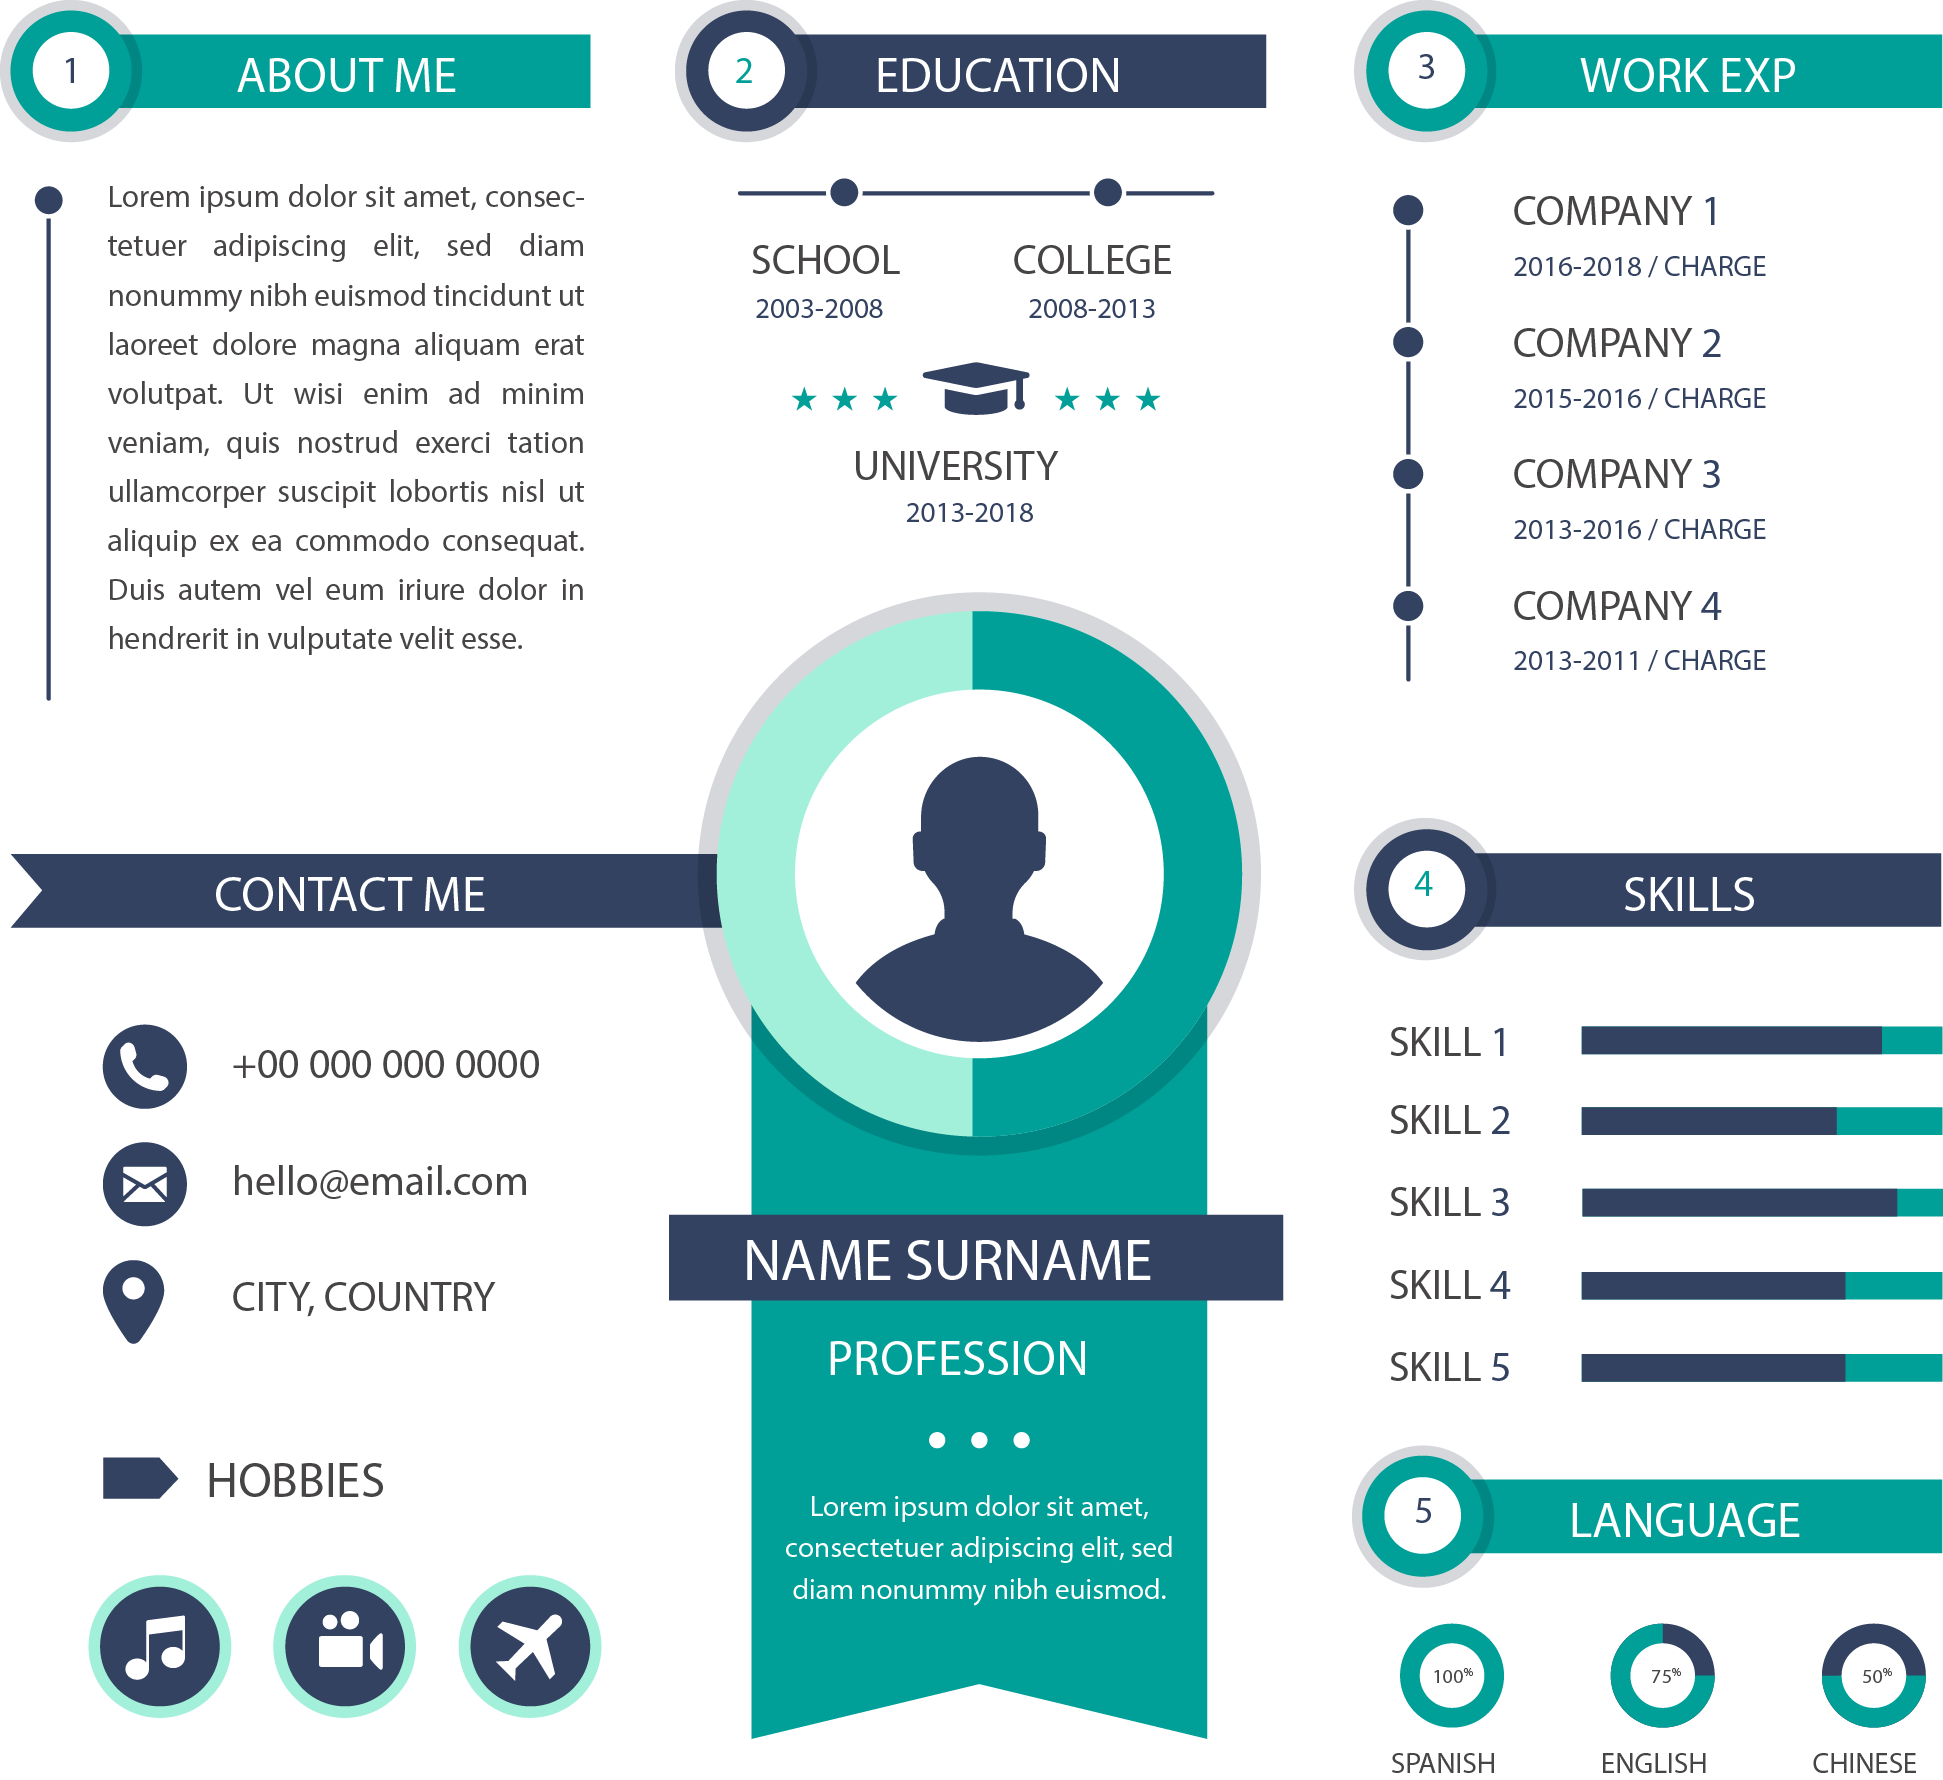 1
ABOUT ME
Lorem ipsum dolor sit amet, consec-
tetuer adipiscing elit, sed diam
nonummy nibh euismod tincidunt ut
laoreet dolore magna aliquam erat
volutpat. Ut wisi enim ad minim
veniam, quis nostrud exerci tation
ullamcorper suscipit lobortis nisl ut
aliquip ex ea commodo consequat.
Duis autem vel eum iriure dolor in
hendrerit in vulputate velit esse.
2
EDUCATION
SCHOOL
2003-2008
COLLEGE
2008-2013
UNIVERSITY
2013-2018
3
WORK EXP
COMPANY 1
2016-2018 / CHARGE
COMPANY 2
2015-2016 / CHARGE
COMPANY 3
2013-2016 / CHARGE
COMPANY 4
2013-2011 / CHARGE
CONTACT ME
+00 000 000 0000
hello@email.com
CITY, COUNTRY
HOBBIES
NAME SURNAME
PROFESSION
Lorem ipsum dolor sit amet,
consectetuer adipiscing elit, sed
diam nonummy nibh euismod.
4
SKILLS
SKILL 1
SKILL 2
SKILL 3
SKILL 4
SKILL 5
5
LANGUAGE
100%
SPANISH
75%
ENGLISH
50%
CHINESE